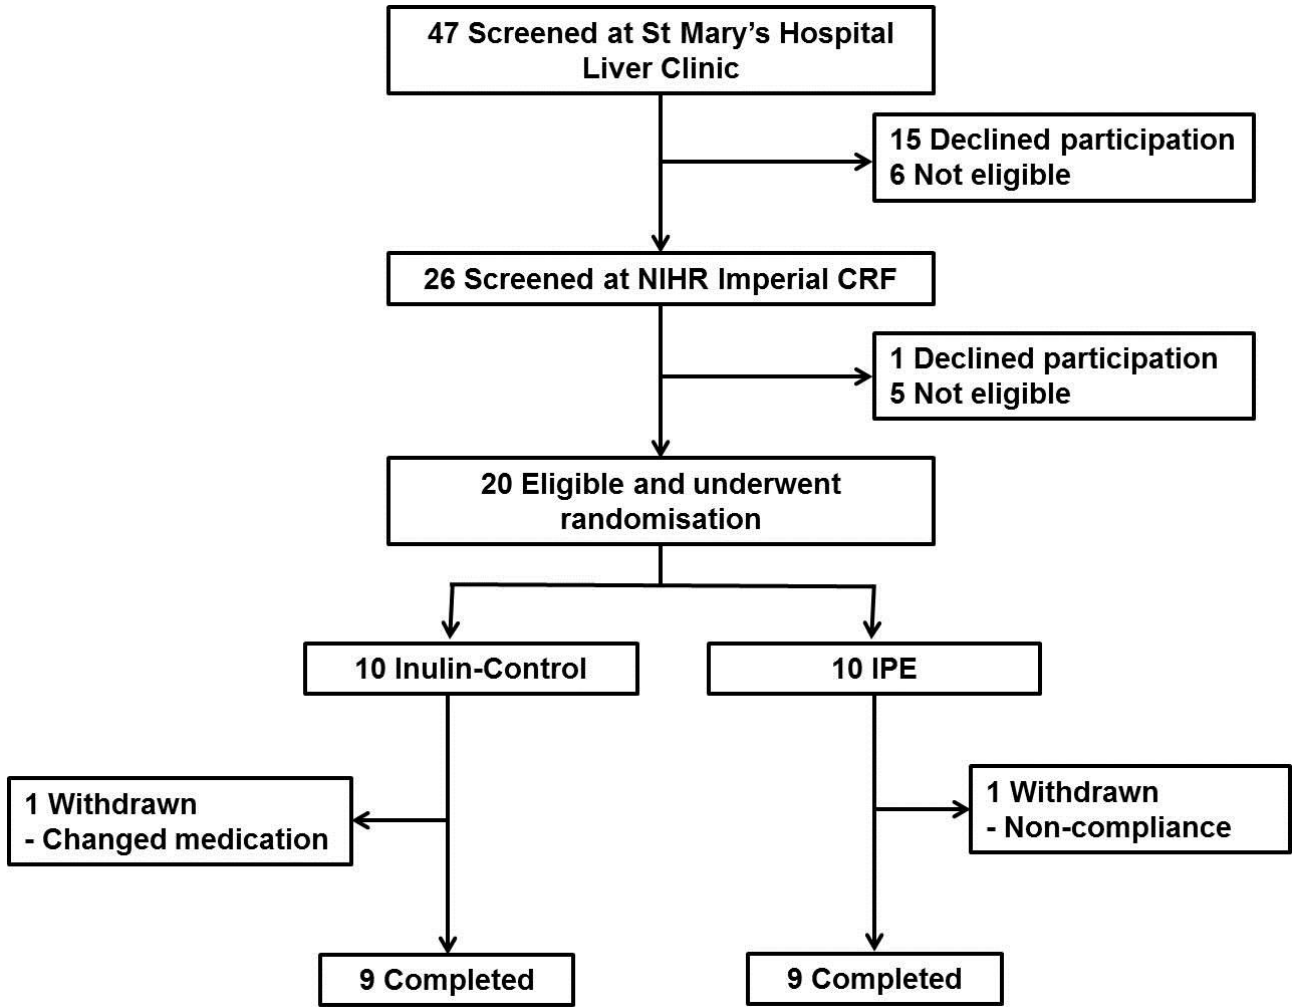 47 Screened at St Mary’s Hospital
Liver Clinic
15 Declined participation
6 Not eligible
26 Screened at NIHR Imperial CRF
1 Declined participation
5 Not eligible
20 Eligible and underwent
randomisation
10 Inulin-Control
10 IPE
1 Withdrawn
- Changed medication
1 Withdrawn
- Non-compliance
9 Completed
9 Completed